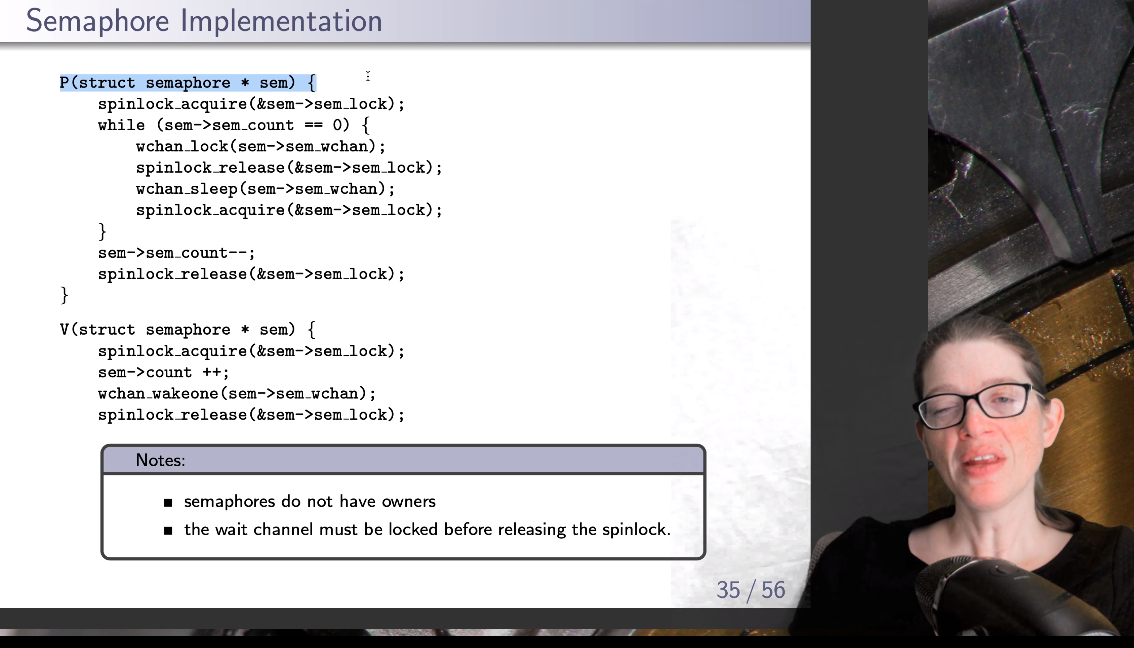 Semaphore Implementation
P(struct semaphore * sem) {
spinlock_acquire(&sem->sem_lock);
while (sem->sem_count == 0) {
wchan_lock(sem->sem_wchan);
spinlock_release(&sem->sem_lock);
wchan_sleep(sem->sem_wchan);
spinlock_acquire(&sem->sem_lock);
}
sem->sem_count--;
spinlock_release(&sem->sem_lock);
}
V(struct semaphore * sem) {
spinlock_acquire(&sem->sem_lock);
sem->count ++;
wchan_wakeone(sem->sem_wchan);
spinlock_release(&sem->sem_lock);
Notes:
■ semaphores do not have owners
■ the wait channel must be locked before releasing the spinlock.
35 / 56